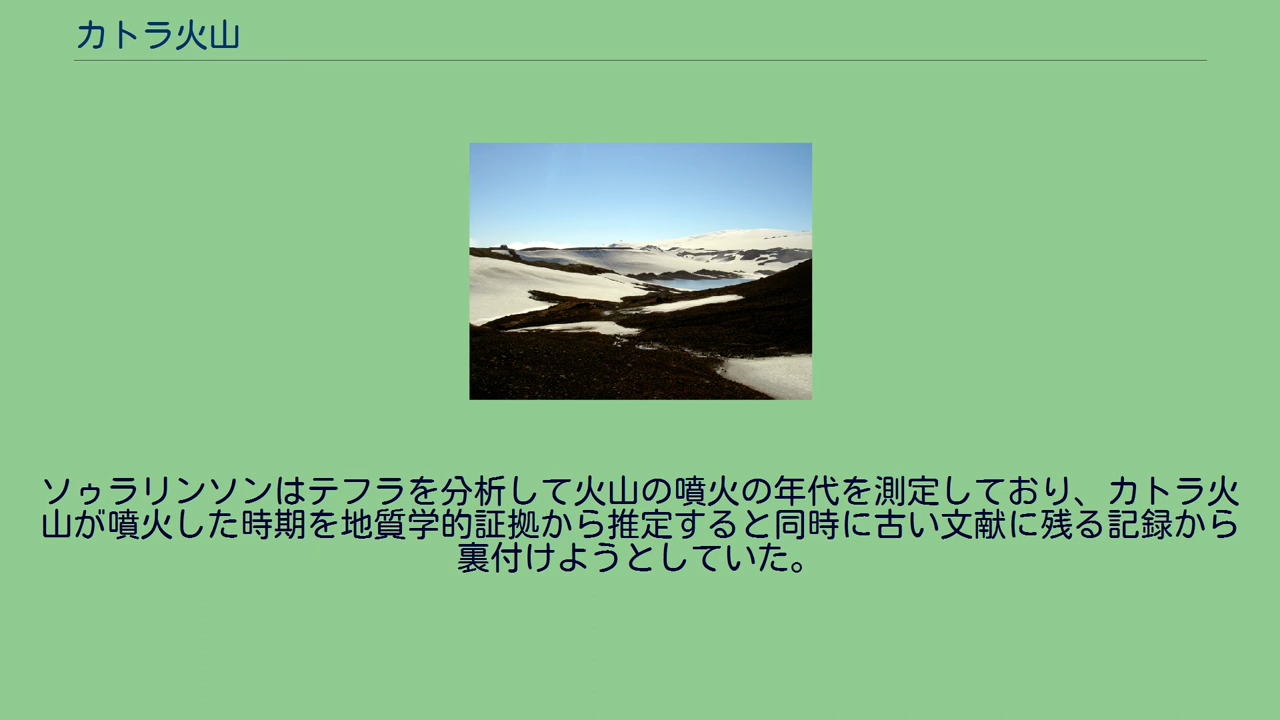 カトラ火山
ソゥラリンソンはテフラを分析して火山の噴火の年代を測定しており、カトラ火
山が噴火した時期を地質学的証拠から推定すると同時に古い文献に残る記録から
裏付けようとしていた。